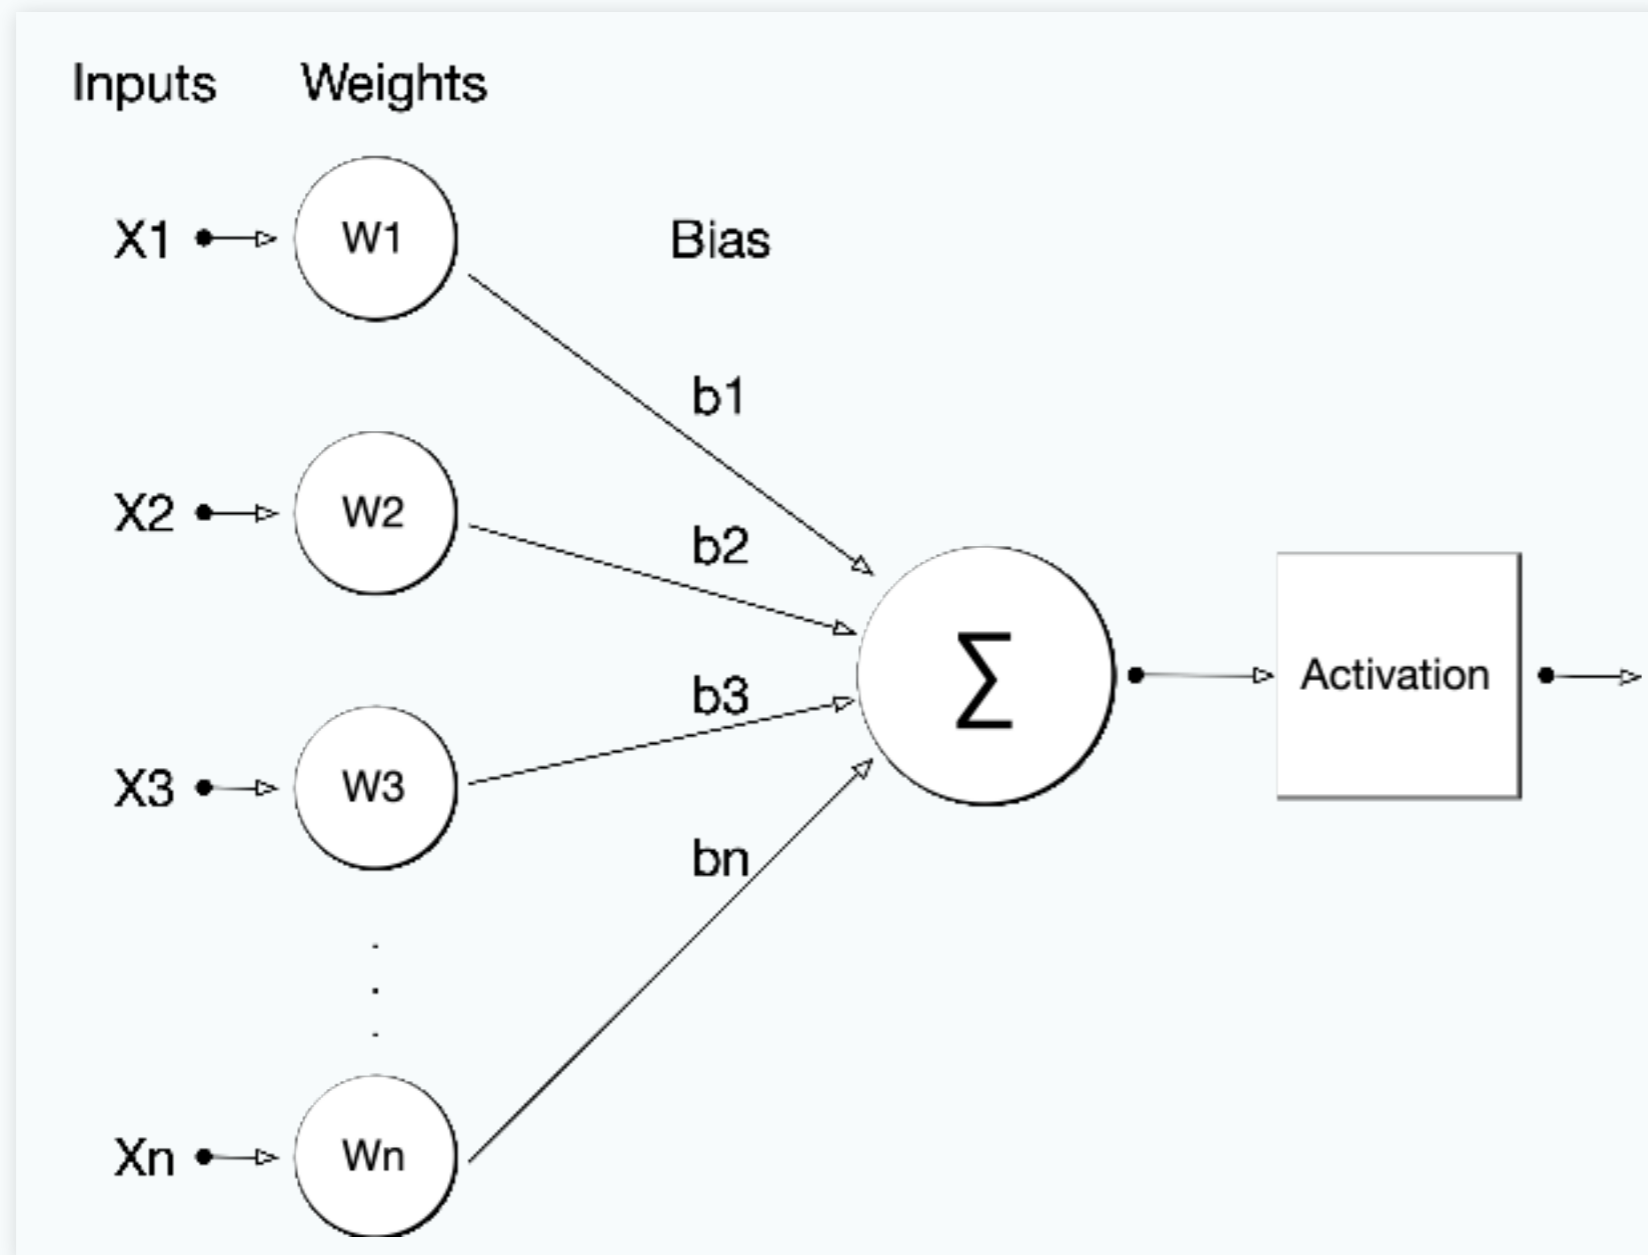 Inputs Weights
X1 W1 Bias
b1
X2 W2 b2
∑ Activation
b3
X3 W3
bn
.
.
.
Xn Wn